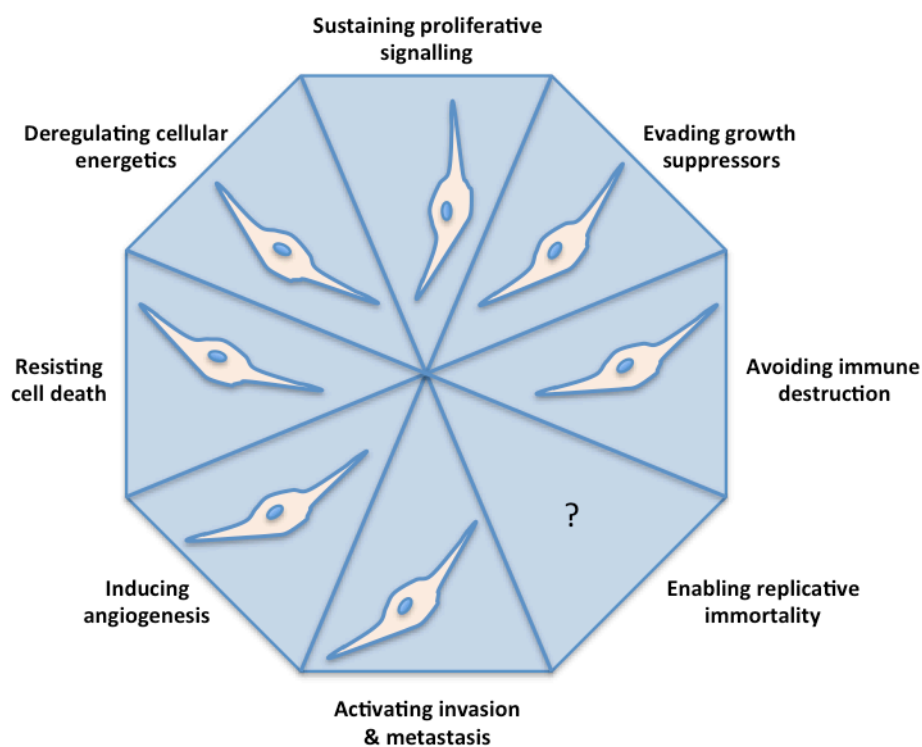 Sustaining proliferative
signalling
Deregulating cellular
energetics
Evading growth
suppressors
Resisting
cell death
Avoiding immune
destruction
?
Inducing
angiogenesis
Enabling replicative
immortality
Activating invasion
& metastasis